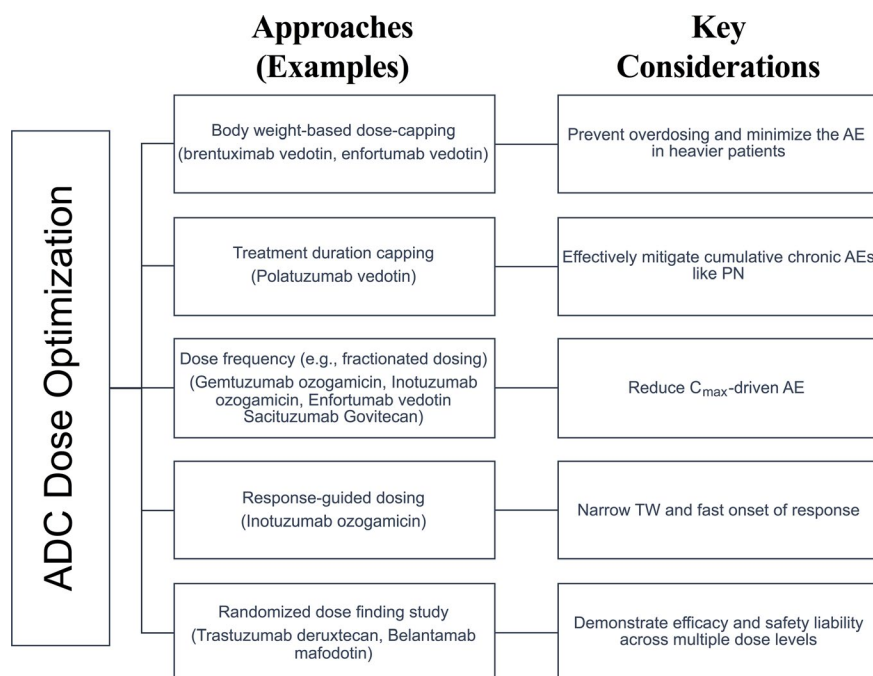 Approaches
(Examples)
Key
Considerations
ADC Dose Optimization
Body weight-based dose-capping
(brentuximab vedotin, enfortumab vedotin)
Prevent overdosing and minimize the AE
in heavier patients
Treatment duration capping
(Polatuzumab vedotin)
Effectively mitigate cumulative chronic AEs
like PN
Dose frequency (e.g., fractionated dosing)
(Gemtuzumab ozogamicin, Inotuzumab
ozogamicin, Enfortumab vedotin
Sacituzumab Govitecan)
Reduce Cmax-driven AE
Response-guided dosing
(Inotuzumab ozogamicin)
Narrow TW and fast onset of response
Randomized dose finding study
(Trastuzumab deruxtecan, Belantamab
mafodotin)
Demonstrate efficacy and safety liability
across multiple dose levels